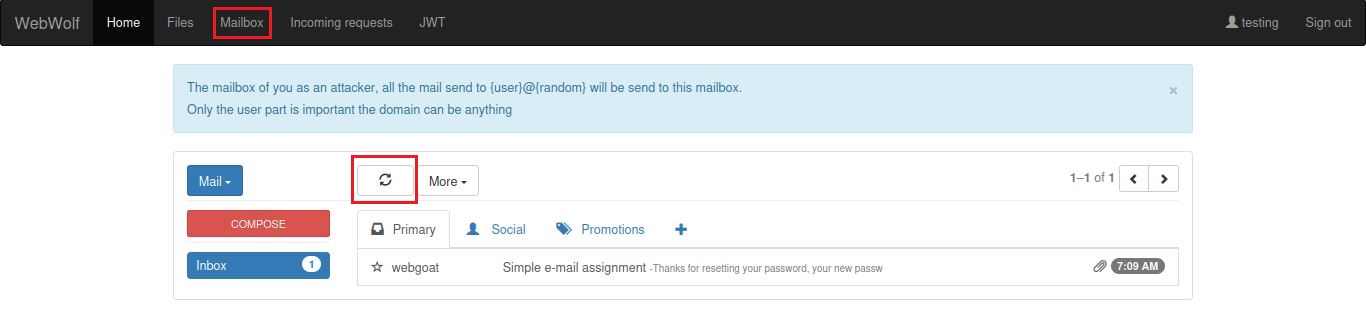 WebWolf Home Files Mailbox Incoming requests JWT testing Sign out
The mailbox of you as an attacker, all the mail send to {user}@{random} will be send to this mailbox. ×
Only the user part is important the domain can be anything
Mail More 1–1 of 1
COMPOSE
Primary Social Promotions
Inbox 1
webgoat Simple e-mail assignment -Thanks for resetting your password, your new passw 7:09 AM